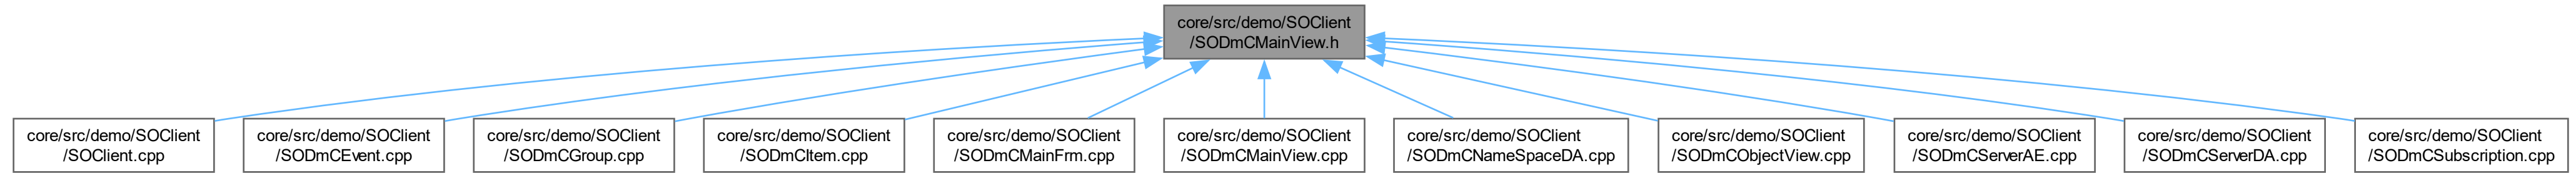 core/src/demo/SOClient
/SODmCMainView.h
core/src/demo/SOClient
/SOClient.cpp
core/src/demo/SOClient
/SODmCEvent.cpp
core/src/demo/SOClient
/SODmCGroup.cpp
core/src/demo/SOClient
/SODmCItem.cpp
core/src/demo/SOClient
/SODmCMainFrm.cpp
core/src/demo/SOClient
/SODmCMainView.cpp
core/src/demo/SOClient
/SODmCNameSpaceDA.cpp
core/src/demo/SOClient
/SODmCObjectView.cpp
core/src/demo/SOClient
/SODmCServerAE.cpp
core/src/demo/SOClient
/SODmCServerDA.cpp
core/src/demo/SOClient
/SODmCSubscription.cpp